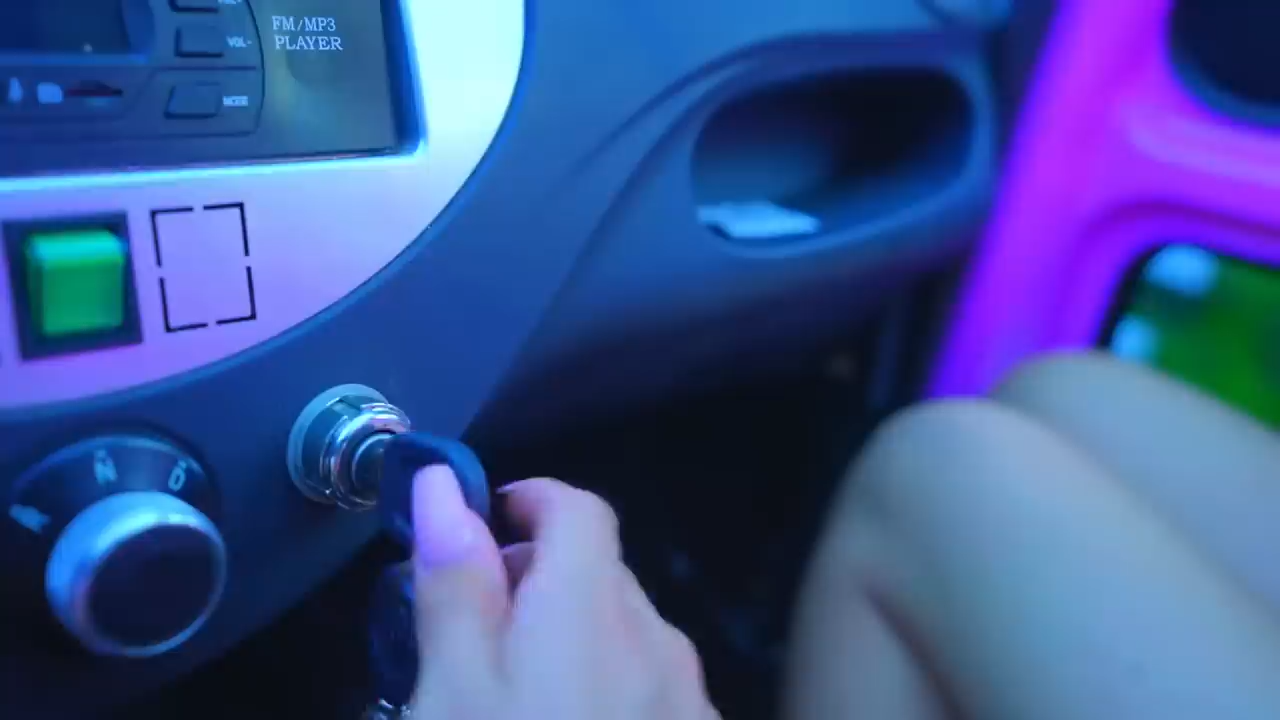 VOL-
FM/MP3
PLAYER
MODE
R
N
D